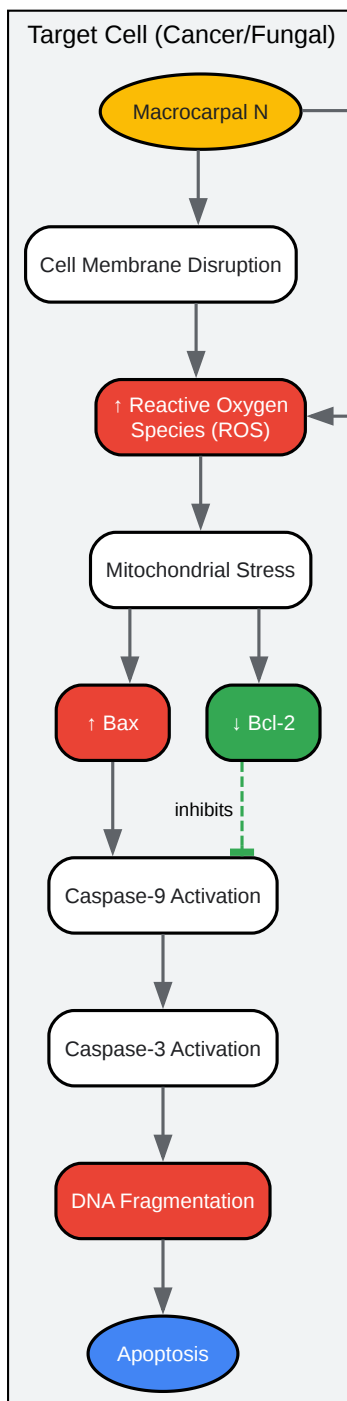 Target Cell (Cancer/Fungal)
Macrocarpal N
Cell Membrane Disruption
↑ Reactive Oxygen
Species (ROS)
Mitochondrial Stress
↑ Bax
↓ Bcl-2
inhibits
Caspase-9 Activation
Caspase-3 Activation
DNA Fragmentation
Apoptosis